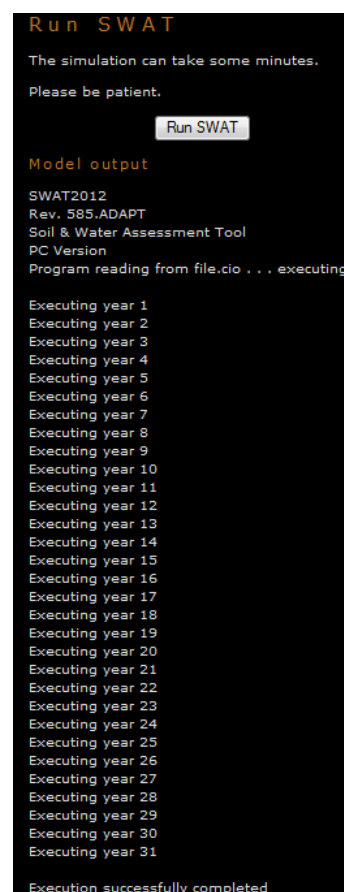 Run SWAT
The simulation can take some minutes.
Please be patient.
Run SWAT
Model output
SWAT2012
Rev. 585.ADAPT
Soil & Water Assessment Tool
PC Version
Program reading from file.cio . . . executing
Executing year 1
Executing year 2
Executing year 3
Executing year 4
Executing year 5
Executing year 6
Executing year 7
Executing year 8
Executing year 9
Executing year 10
Executing year 11
Executing year 12
Executing year 13
Executing year 14
Executing year 15
Executing year 16
Executing year 17
Executing year 18
Executing year 19
Executing year 20
Executing year 21
Executing year 22
Executing year 23
Executing year 24
Executing year 25
Executing year 26
Executing year 27
Executing year 28
Executing year 29
Executing year 30
Executing year 31
Execution successfully completed